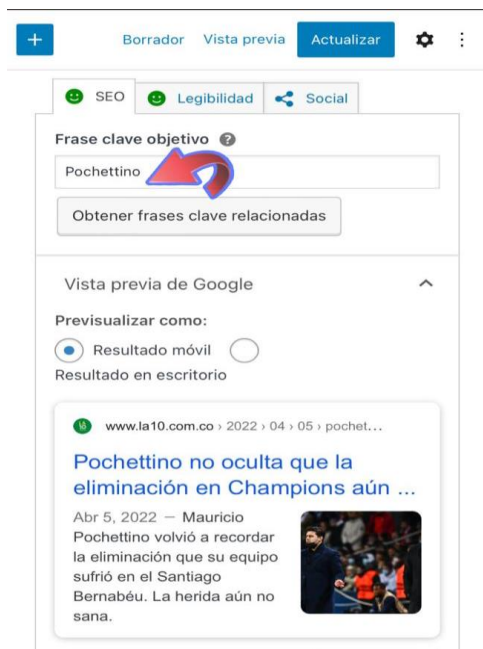 + Borrador Vista previa Actualizar
SEO Legibilidad Social
Frase clave objetivo ?
Pochettino
Obtener frases clave relacionadas
Vista previa de Google
Previsualizar como:
Resultado móvil
Resultado en escritorio
www.la10.com.co › 2022 › 04 › 05 › pochet...
Pochettino no oculta que la
eliminación en Champions aún ...
Abr 5, 2022 — Mauricio
Pochettino volvió a recordar
la eliminación que su equipo
sufrió en el Santiago
Bernabéu. La herida aún no
sana.